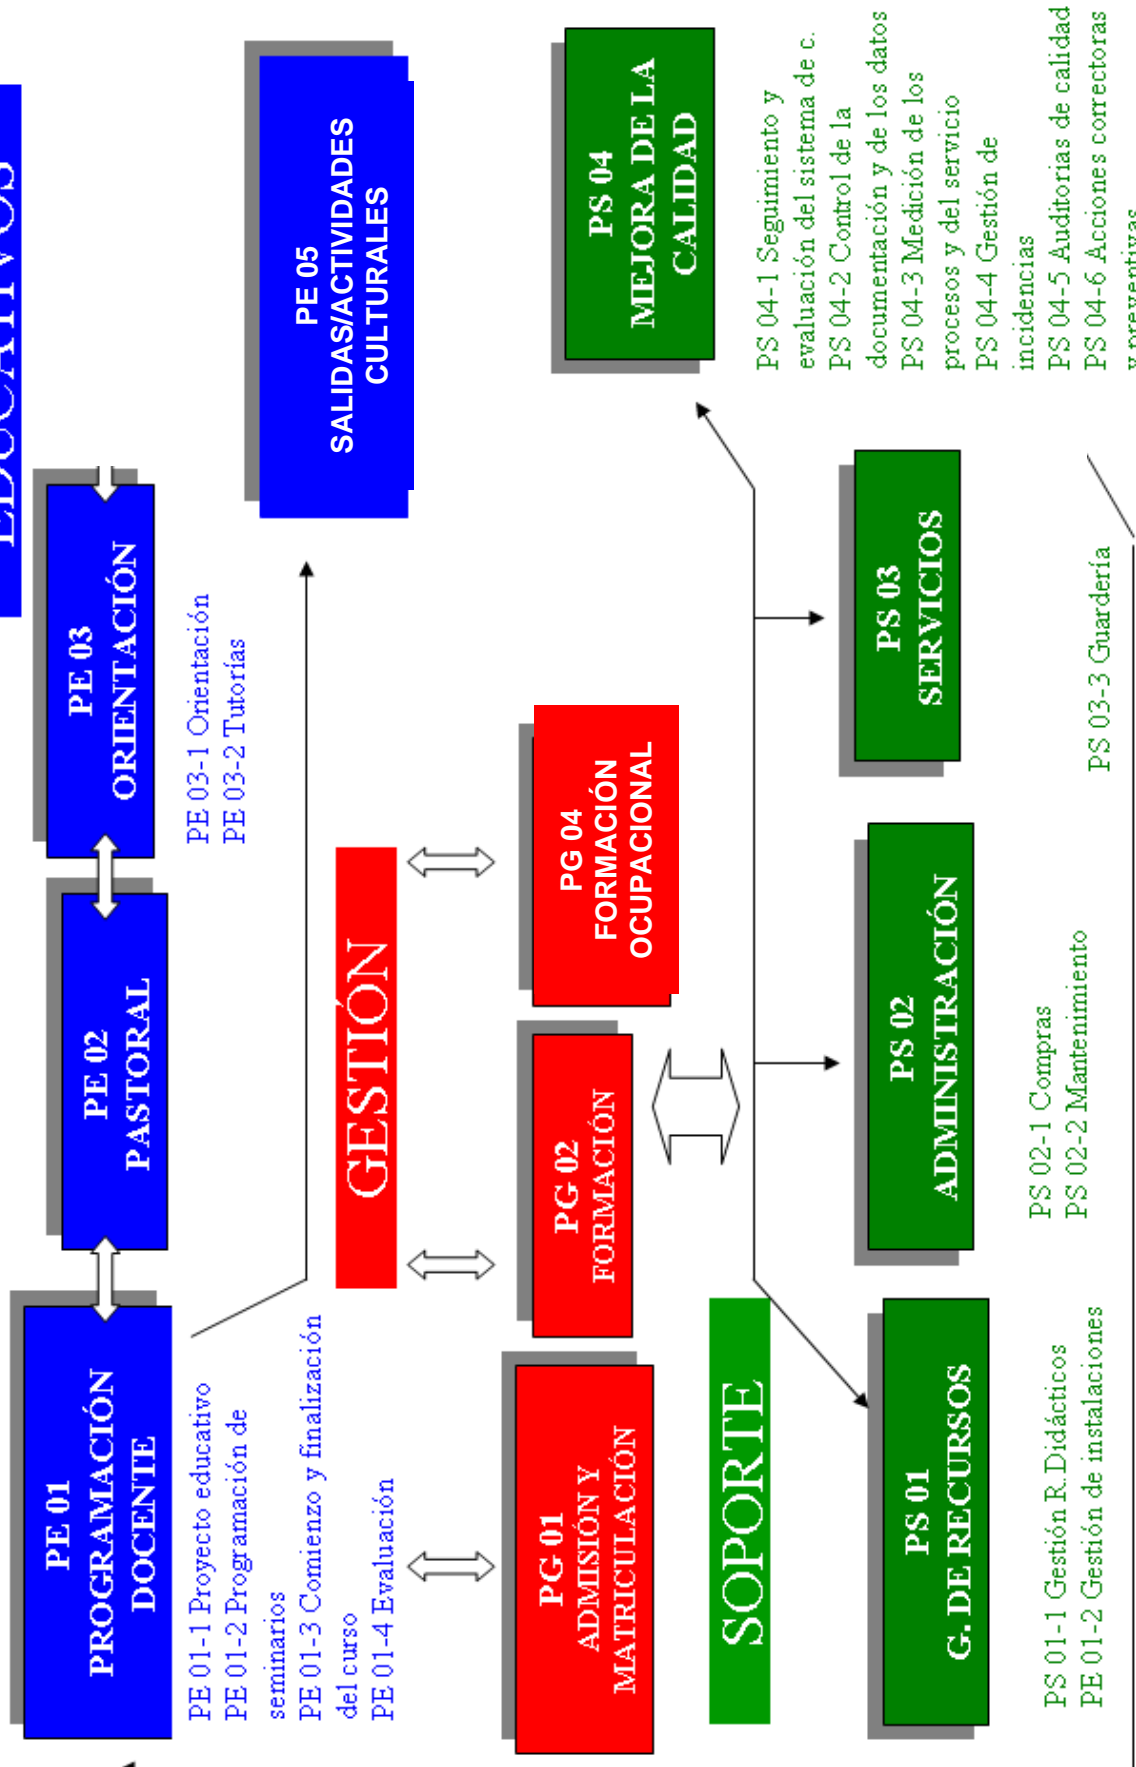 EDUCATIVOS
PE 01
PROGRAMACIÓN
DOCENTE
PE 02
PASTORAL
PE 03
ORIENTACIÓN
PE 01-1 Proyecto educativo
PE 01-2 Programación de
seminarios
PE 01-3 Comienzo y finalización
del curso
PE 01-4 Evaluación
PE 03-1 Orientación
PE 03-2 Tutorías
PE 05
SALIDAS/ACTIVIDADES
CULTURALES
GESTIÓN
PG 01
ADMISIÓN Y
MATRICULACIÓN
PG 02
FORMACIÓN
PG 04
FORMACIÓN
OCUPACIONAL
SOPORTE
PS 01
G. DE RECURSOS
PS 02
ADMINISTRACIÓN
PS 03
SERVICIOS
PS 04
MEJORA DE LA
CALIDAD
PS 01-1 Gestión R. Didácticos
PE 01-2 Gestión de instalaciones
PS 02-1 Compras
PS 02-2 Mantenimiento
PS 03-3 Guardería
PS 04-1 Seguimiento y
evaluación del sistema de c.
PS 04-2 Control de la
documentación y de los datos
PS 04-3 Medición de los
procesos y del servicio
PS 04-4 Gestión de
incidencias
PS 04-5 Auditorias de calidad
PS 04-6 Acciones correctoras
y preventivas